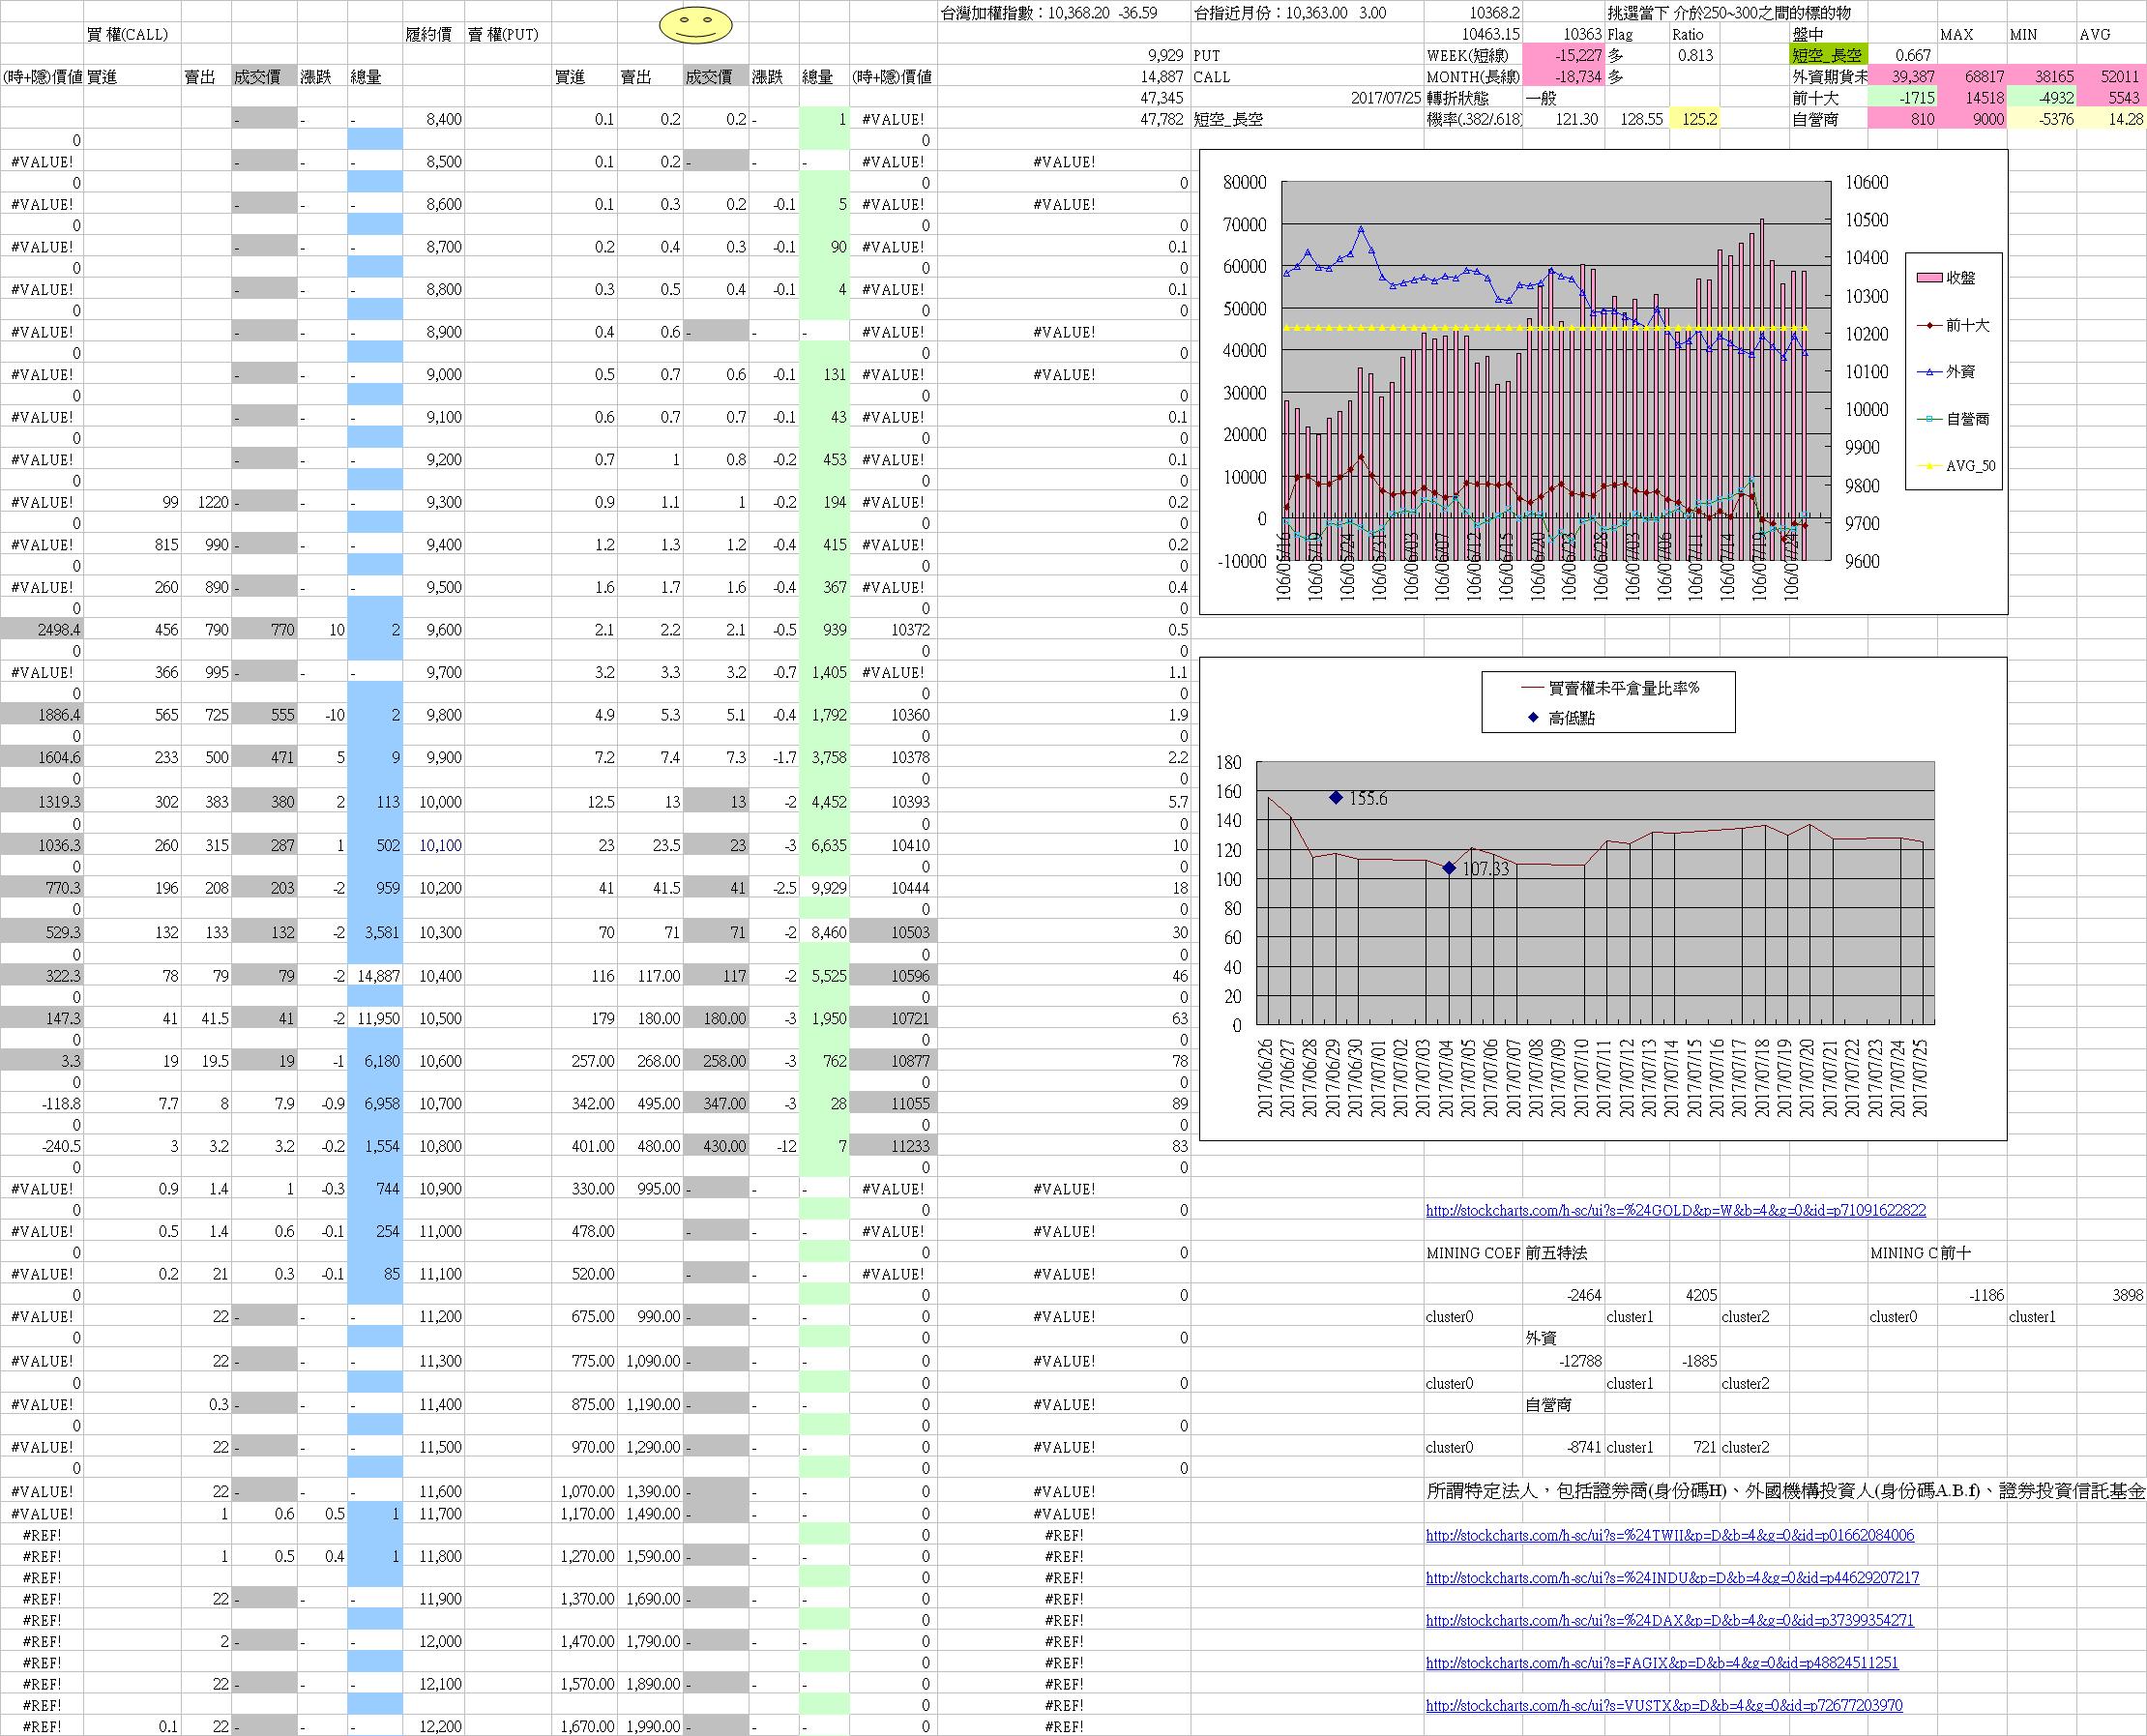 台灣加權指數：10,368.20 -36.59 台指近月份：10,363.00 3.00 10368.2 挑選當下 介於250~300之間的標的物
買 權(CALL) 履約價 賣 權(PUT) 10463.15 10363 Flag Ratio 盤中 MAX MIN AVG
9,929 PUT WEEK(短線) -15,227 多 0.813 短空_長空 0.667
(時+隱)價值 買進 賣出 成交價 漲跌 總量 買進 賣出 成交價 漲跌 總量 (時+隱)價值 14,887 CALL MONTH(長線) -18,734 多 外資期貨未 39,387 68817 38165 52011
47,345 2017/07/25 轉折狀態 一般 前十大 -1715 14518 -4932 5543
- - - 8,400 0.1 0.2 0.2 - 1 #VALUE! 47,782 短空_長空 機率(.382/.618) 121.30 128.55 125.2 自營商 810 9000 -5376 14.28
0 0
#VALUE! - - - 8,500 0.1 0.2 - - - #VALUE! #VALUE!
0 0 0
#VALUE! - - - 8,600 0.1 0.3 0.2 -0.1 5 #VALUE! #VALUE!
0 0 0
#VALUE! - - - 8,700 0.2 0.4 0.3 -0.1 90 #VALUE! 0.1
0 0 0
#VALUE! - - - 8,800 0.3 0.5 0.4 -0.1 4 #VALUE! 0.1
0 0 0
#VALUE! - - - 8,900 0.4 0.6 - - - #VALUE! #VALUE!
0 0 0
#VALUE! - - - 9,000 0.5 0.7 0.6 -0.1 131 #VALUE! #VALUE!
0 0 0
#VALUE! - - - 9,100 0.6 0.7 0.7 -0.1 43 #VALUE! 0.1
0 0 0
#VALUE! - - - 9,200 0.7 1 0.8 -0.2 453 #VALUE! 0.1
0 0 0
#VALUE! 99 1220 - - - 9,300 0.9 1.1 1 -0.2 194 #VALUE! 0.2
0 0 0
#VALUE! 815 990 - - - 9,400 1.2 1.3 1.2 -0.4 415 #VALUE! 0.2
0 0 0
#VALUE! 260 890 - - - 9,500 1.6 1.7 1.6 -0.4 367 #VALUE! 0.4
0 0 0
2498.4 456 790 770 10 2 9,600 2.1 2.2 2.1 -0.5 939 10372 0.5
0 0 0
#VALUE! 366 995 - - - 9,700 3.2 3.3 3.2 -0.7 1,405 #VALUE! 1.1
0 0 0
1886.4 565 725 555 -10 2 9,800 4.9 5.3 5.1 -0.4 1,792 10360 1.9
0 0 0
1604.6 233 500 471 5 9 9,900 7.2 7.4 7.3 -1.7 3,758 10378 2.2
0 0 0
1319.3 302 383 380 2 113 10,000 12.5 13 13 -2 4,452 10393 5.7
0 0 0
1036.3 260 315 287 1 502 10,100 23 23.5 23 -3 6,635 10410 10
0 0 0
770.3 196 208 203 -2 959 10,200 41 41.5 41 -2.5 9,929 10444 18
0 0 0
529.3 132 133 132 -2 3,581 10,300 70 71 71 -2 8,460 10503 30
0 0 0
322.3 78 79 79 -2 14,887 10,400 116 117.00 117 -2 5,525 10596 46
0 0 0
147.3 41 41.5 41 -2 11,950 10,500 179 180.00 180.00 -3 1,950 10721 63
0 0 0
3.3 19 19.5 19 -1 6,180 10,600 257.00 268.00 258.00 -3 762 10877 78
0 0 0
-118.8 7.7 8 7.9 -0.9 6,958 10,700 342.00 495.00 347.00 -3 28 11055 89
0 0 0
-240.5 3 3.2 3.2 -0.2 1,554 10,800 401.00 480.00 430.00 -12 7 11233 83
0 0 0
#VALUE! 0.9 1.4 1 -0.3 744 10,900 330.00 995.00 - - - #VALUE! #VALUE!
0 0 0 http://stockcharts.com/h-sc/ui?s=%24GOLD&p=W&b=4&g=0&id=p71091622822
#VALUE! 0.5 1.4 0.6 -0.1 254 11,000 478.00 - - - #VALUE! #VALUE!
0 0 0 MINING COEF 前五特法 MINING C 前十
#VALUE! 0.2 21 0.3 -0.1 85 11,100 520.00 - - - #VALUE! #VALUE!
0 0 0 -2464 4205 -1186 3898
#VALUE! 22 - - - 11,200 675.00 990.00 - - - 0 #VALUE! cluster0 cluster1 cluster2 cluster0 cluster1
0 0 0 外資
#VALUE! 22 - - - 11,300 775.00 1,090.00 - - - 0 #VALUE! -12788 -1885
0 0 0 cluster0 cluster1 cluster2
#VALUE! 0.3 - - - 11,400 875.00 1,190.00 - - - 0 #VALUE! 自營商
0 0 0
#VALUE! 22 - - - 11,500 970.00 1,290.00 - - - 0 #VALUE! cluster0 -8741 cluster1 721 cluster2
0 0 0
#VALUE! 22 - - - 11,600 1,070.00 1,390.00 - - - 0 #VALUE! 所謂特定法人，包括證券商(身份碼H)、外國機構投資人(身份碼A.B.f)、證券投資信託基金
#VALUE! 1 0.6 0.5 1 11,700 1,170.00 1,490.00 - - - 0 #VALUE!
#REF! 0 #REF! http://stockcharts.com/h-sc/ui?s=%24TWII&p=D&b=4&g=0&id=p01662084006
#REF! 1 0.5 0.4 1 11,800 1,270.00 1,590.00 - - - 0 #REF!
#REF! 0 #REF! http://stockcharts.com/h-sc/ui?s=%24INDU&p=D&b=4&g=0&id=p44629207217
#REF! 22 - - - 11,900 1,370.00 1,690.00 - - - 0 #REF!
#REF! 0 #REF! http://stockcharts.com/h-sc/ui?s=%24DAX&p=D&b=4&g=0&id=p37399354271
#REF! 2 - - - 12,000 1,470.00 1,790.00 - - - 0 #REF!
#REF! 0 #REF! http://stockcharts.com/h-sc/ui?s=FAGIX&p=D&b=4&g=0&id=p48824511251
#REF! 22 - - - 12,100 1,570.00 1,890.00 - - - 0 #REF!
#REF! 0 #REF! http://stockcharts.com/h-sc/ui?s=VUSTX&p=D&b=4&g=0&id=p72677203970
#REF! 0.1 22 - - - 12,200 1,670.00 1,990.00 - - - 0 #REF!
80000 10600
70000 10500
60000 10400
50000 10300
40000 10200
30000 10100
20000 10000
10000 9900
0 9800
-10000 9700
9600
收盤
前十大
外資
自營商
AVG_50
106/05/16 106/05/19 106/05/24 106/05/31 106/06/03 106/06/07 106/06/12 106/06/15 106/06/20 106/06/23 106/06/28 106/07/03 106/07/06 106/07/11 106/07/14 106/07/19 106/07/24
買賣權未平倉量比率%
高低點
180
160
155.6
140
120
107.33
100
80
60
40
20
0
2017/06/26 2017/06/27 2017/06/28 2017/06/29 2017/06/30 2017/07/01 2017/07/02 2017/07/03 2017/07/04 2017/07/05 2017/07/06 2017/07/07 2017/07/08 2017/07/09 2017/07/10 2017/07/11 2017/07/12 2017/07/13 2017/07/14 2017/07/15 2017/07/16 2017/07/17 2017/07/18 2017/07/19 2017/07/20 2017/07/21 2017/07/22 2017/07/23 2017/07/24 2017/07/25